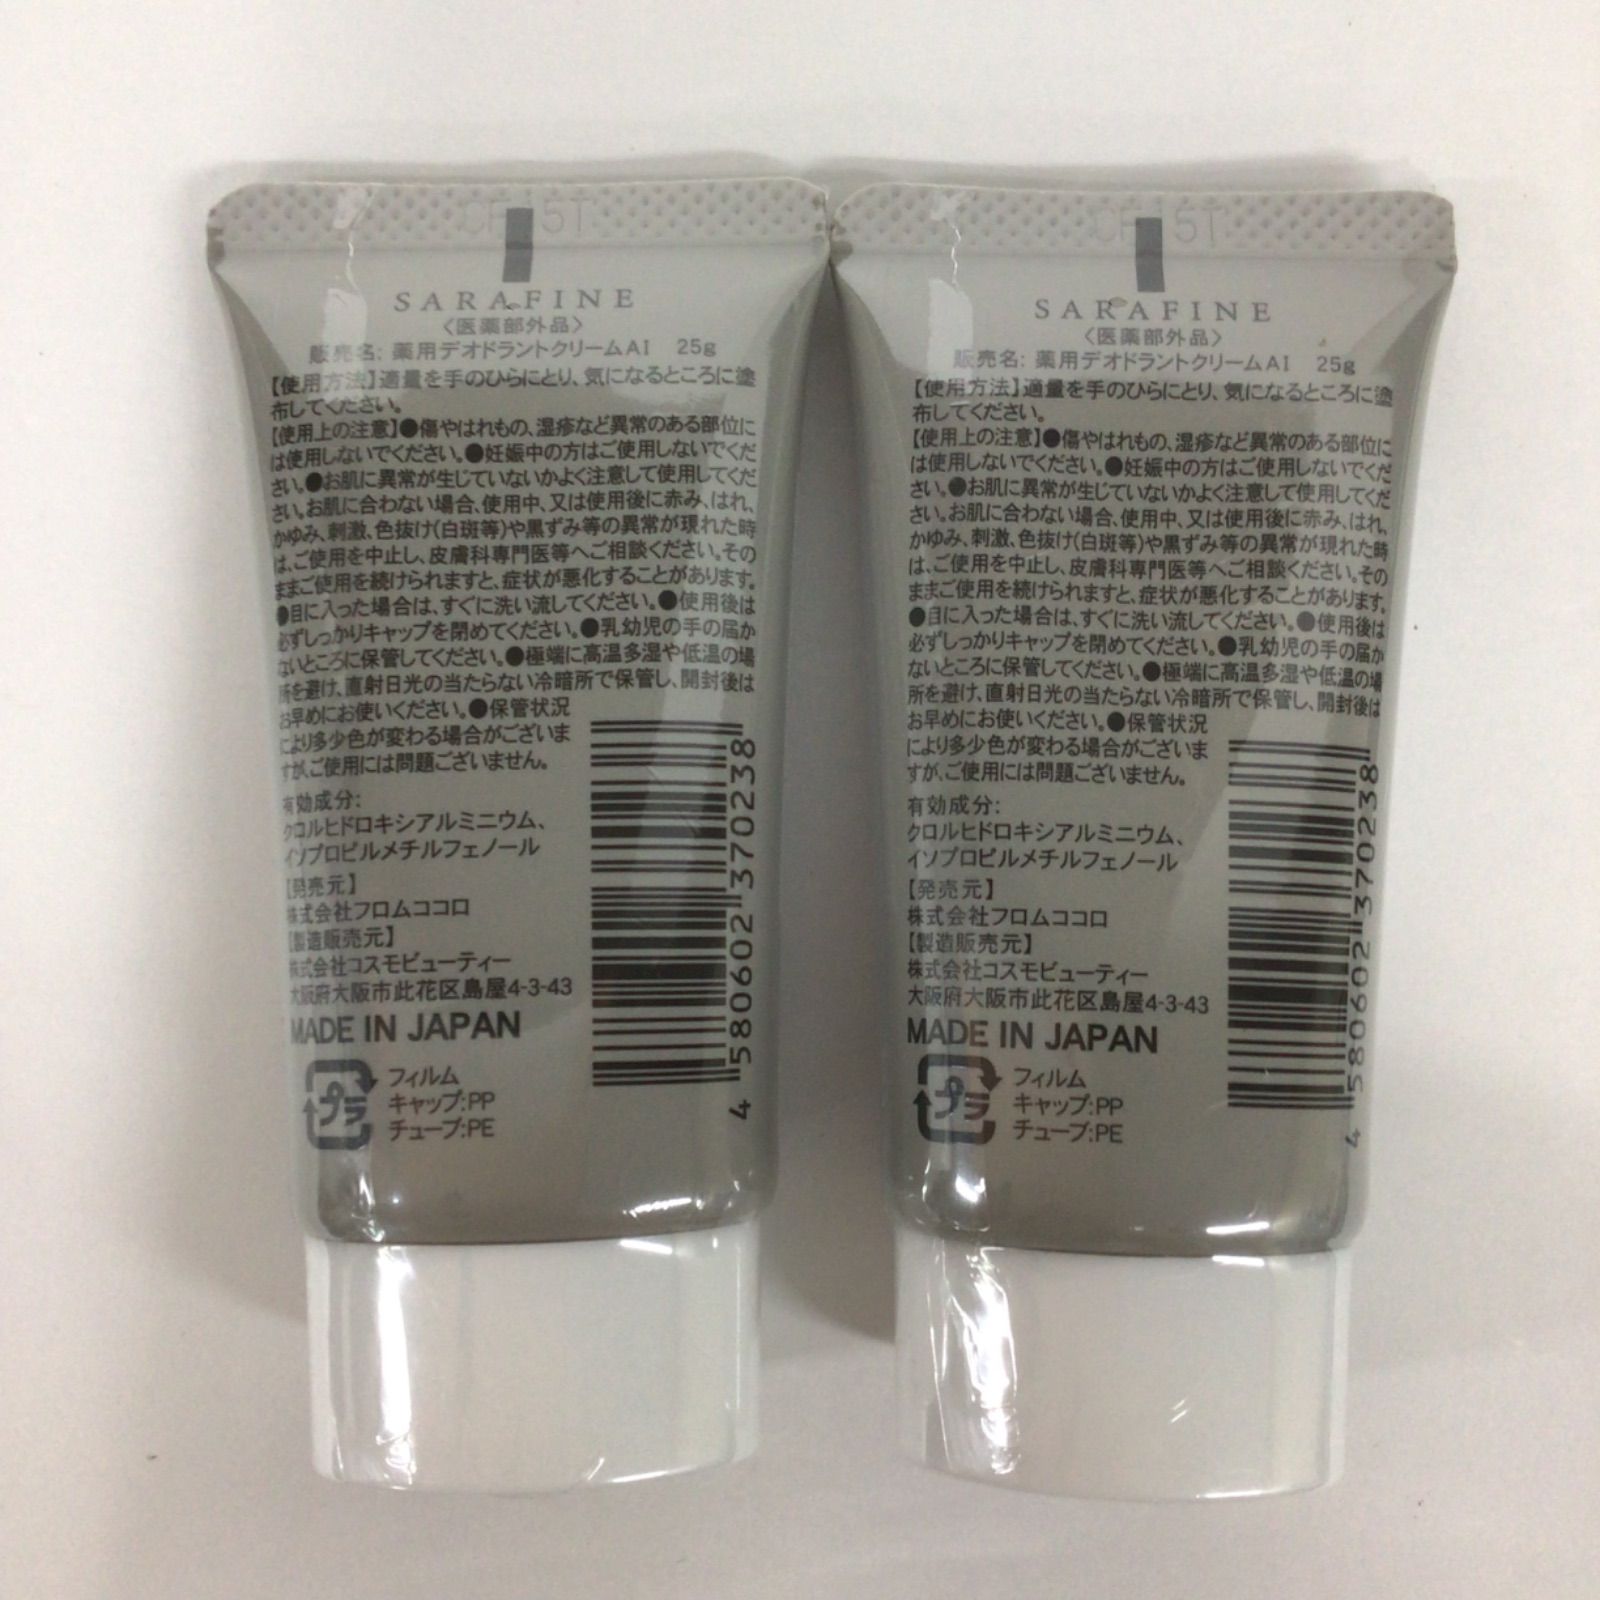 SARAFINE
〈医薬部外品〉
販売名: 薬用デオドラントクリームAI 25g
【使用方法】適量を手のひらにとり、気になるところに塗
布してください。
【使用上の注意】●傷やはれもの、湿疹など異常のある部位に
は使用しないでください。●妊娠中の方はご使用しないでくだ
さい。●お肌に異常が生じていないかよく注意して使用してくだ
さい。お肌に合わない場合、使用中、又は使用後に赤み、はれ、
かゆみ、刺激、色抜け(白斑等)や黒ずみ等の異常が現れた時
は、ご使用を中止し、皮膚科専門医等へご相談ください。その
ままご使用を続けられますと、症状が悪化することがあります。
●目に入った場合は、すぐに洗い流してください。●使用後は
必ずしっかりキャップを閉めてください。●乳幼児の手の届か
ないところに保管してください。●極端に高温多湿や低温の場
所を避け、直射日光の当たらない冷暗所で保管し、開封後は
お早めにお使いください。●保管状況
により多少色が変わる場合がございま
すが、ご使用には問題ございません。
有効成分:
クロルヒドロキシアルミニウム、
イソプロピルメチルフェノール
【発売元】
株式会社フロムココロ
【製造販売元】
株式会社コスモビューティー
大阪府大阪市此花区島屋4-3-43
MADE IN JAPAN
プラ
フィルム
キャップ:PP
チューブ:PE
4 580602 370238
SARAFINE
〈医薬部外品〉
販売名: 薬用デオドラントクリームAI 25g
【使用方法】適量を手のひらにとり、気になるところに塗
布してください。
【使用上の注意】●傷やはれもの、湿疹など異常のある部位に
は使用しないでください。●妊娠中の方はご使用しないでくだ
さい。●お肌に異常が生じていないかよく注意して使用してくだ
さい。お肌に合わない場合、使用中、又は使用後に赤み、はれ、
かゆみ、刺激、色抜け(白斑等)や黒ずみ等の異常が現れた時
は、ご使用を中止し、皮膚科専門医等へご相談ください。その
ままご使用を続けられますと、症状が悪化することがあります。
●目に入った場合は、すぐに洗い流してください。●使用後は
必ずしっかりキャップを閉めてください。●乳幼児の手の届か
ないところに保管してください。●極端に高温多湿や低温の場
所を避け、直射日光の当たらない冷暗所で保管し、開封後は
お早めにお使いください。●保管状況
により多少色が変わる場合がございま
すが、ご使用には問題ございません。
有効成分:
クロルヒドロキシアルミニウム、
イソプロピルメチルフェノール
【発売元】
株式会社フロムココロ
【製造販売元】
株式会社コスモビューティー
大阪府大阪市此花区島屋4-3-43
MADE IN JAPAN
プラ
フィルム
キャップ:PP
チューブ:PE
4 580602 370238